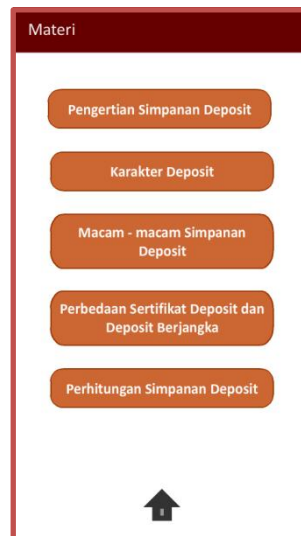 Materi
Pengertian Simpanan Deposit
Karakter Deposit
Macam - macam Simpanan
Deposit
Perbedaan Sertifikat Deposit dan
Deposit Berjangka
Perhitungan Simpanan Deposit